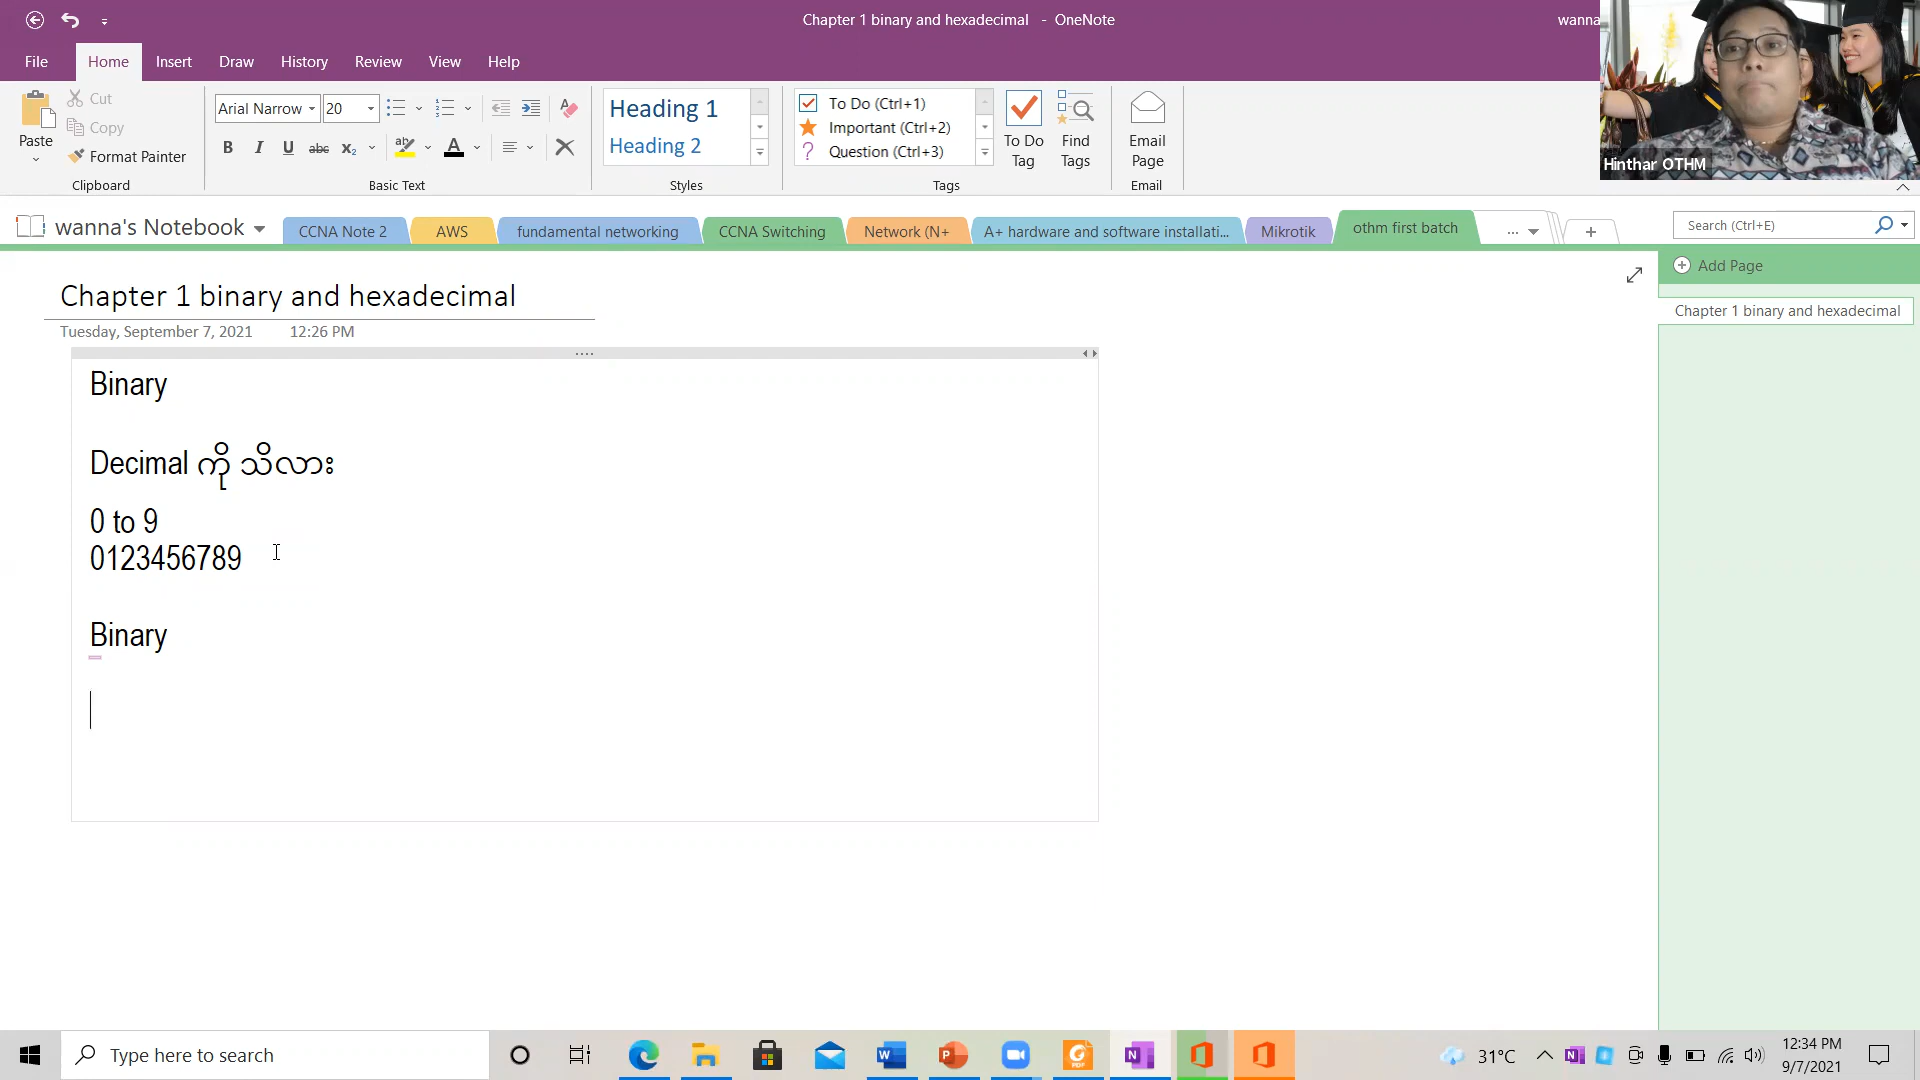 Chapter 1 binary and hexadecimal - OneNote
wanna
File Home Insert Draw History Review View Help
Cut
Copy
Format Painter
Paste
Clipboard
Arial Narrow 20
B I U abc X₂ ab A
Basic Text
Heading 1
Heading 2
Styles
To Do (Ctrl+1)
Important (Ctrl+2)
Question (Ctrl+3)
Tags
To Do Tag
Find Tags
Email Page
Email
Hinthar OTHM
wanna's Notebook
CCNA Note 2
AWS
fundamental networking
CCNA Switching
Network (N+
A+ hardware and software installati...
Mikrotik
othm first batch
...
Search (Ctrl+E)
Add Page
Chapter 1 binary and hexadecimal
Chapter 1 binary and hexadecimal
Tuesday, September 7, 2021 12:26 PM
Binary
Decimal ကို သိလား
0 to 9
0123456789
Binary
Type here to search
31°C
12:34 PM
9/7/2021